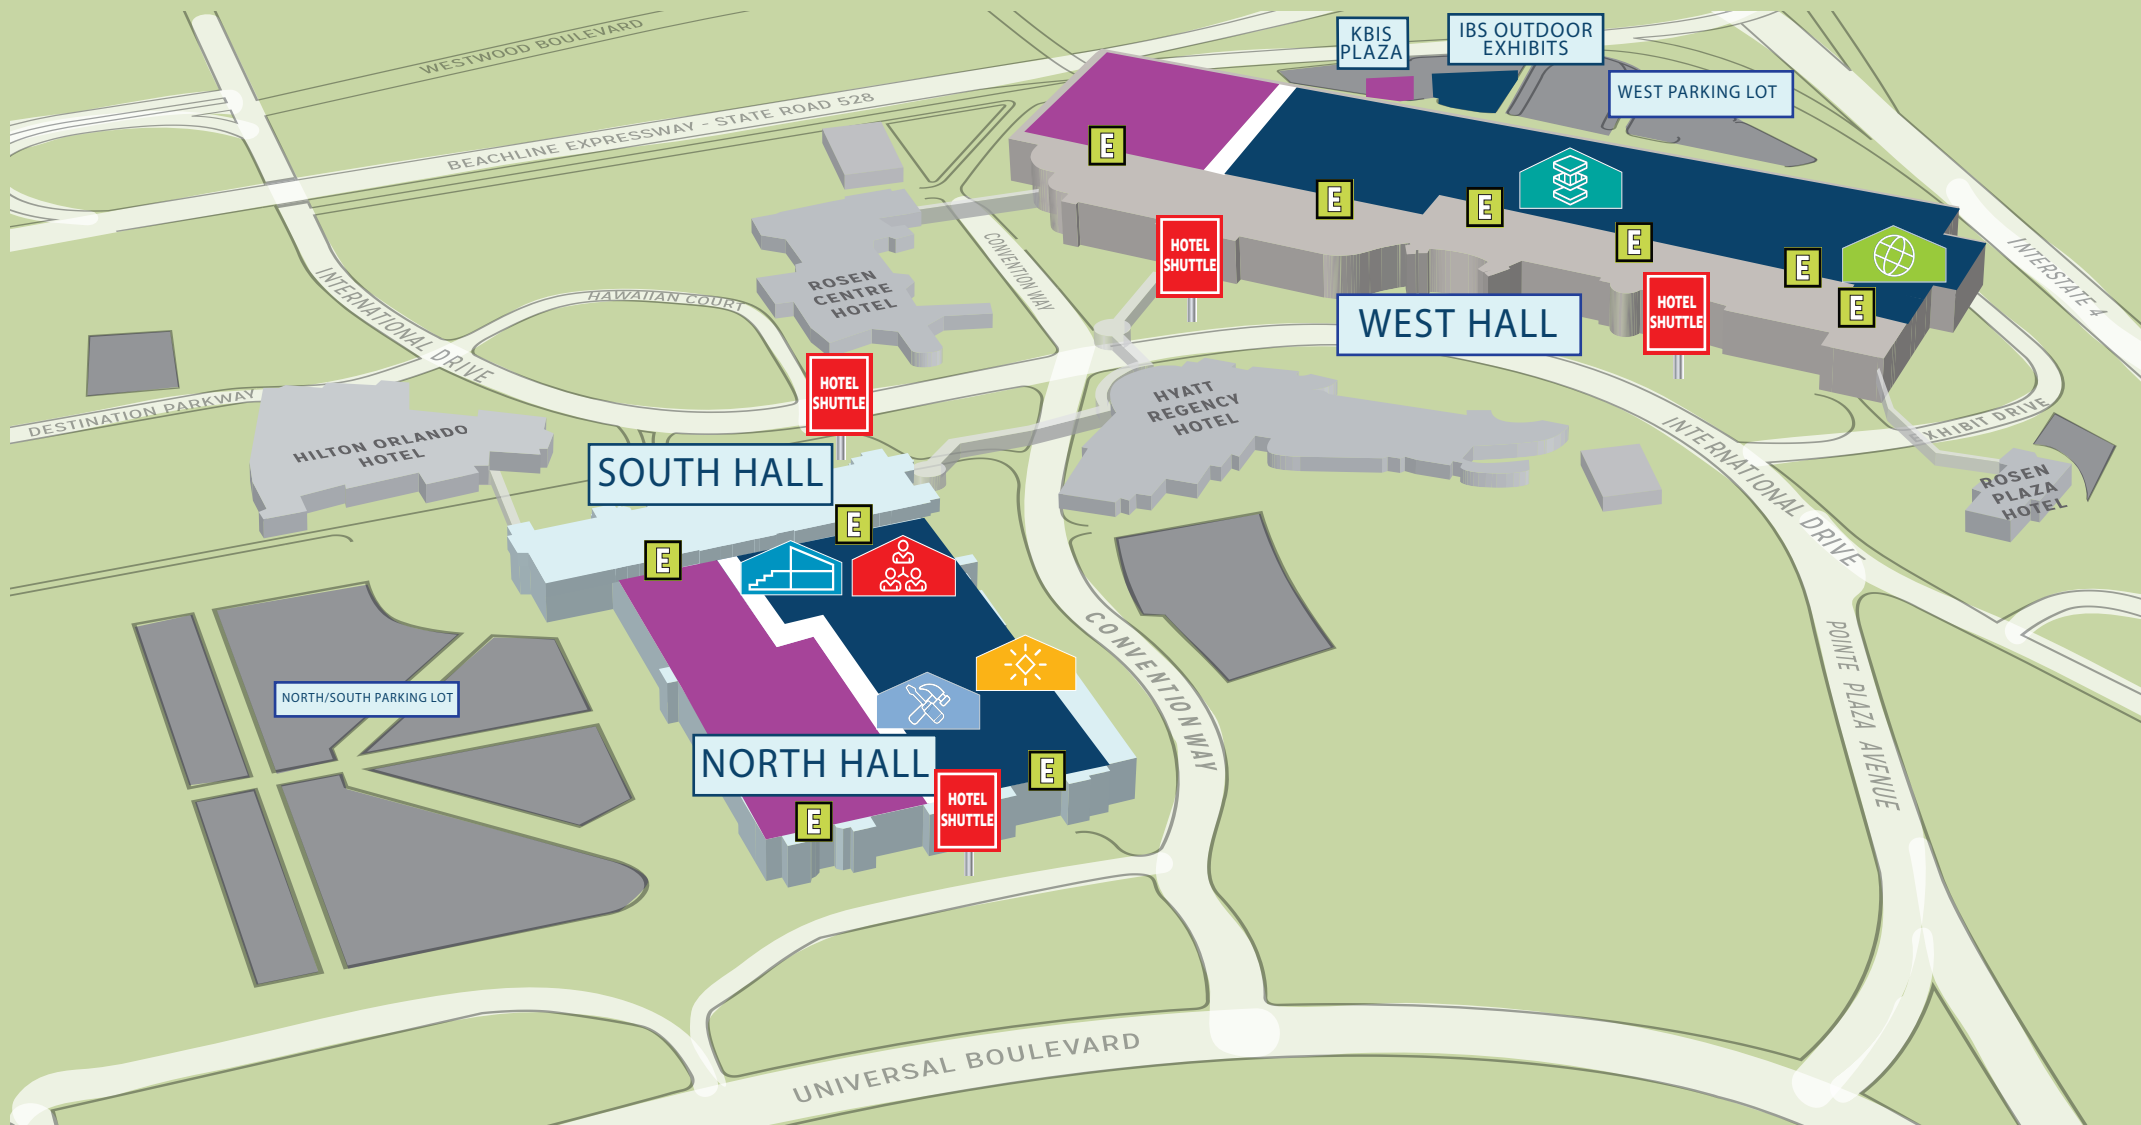 WESTWOOD BOULEVARD
BEACHLINE EXPRESSWAY - STATE ROAD 528
KBIS
PLAZA
IBS OUTDOOR
EXHIBITS
WEST PARKING LOT
E
E
E
E
E
E
HOTEL
SHUTTLE
HOTEL
SHUTTLE
WEST HALL
INTERSTATE 4
CONVENTION WAY
ROSEN
CENTRE
HOTEL
HAWAIIAN COURT
INTERNATIONAL DRIVE
DESTINATION PARKWAY
HILTON ORLANDO
HOTEL
HOTEL
SHUTTLE
HYATT
REGENCY
HOTEL
INTERNATIONAL DRIVE
EXHIBIT DRIVE
ROSEN
PLAZA
HOTEL
SOUTH HALL
E
E
NORTH/SOUTH PARKING LOT
CONVENTION WAY
POINTE PLAZA AVENUE
NORTH HALL
E
E
HOTEL
SHUTTLE
UNIVERSAL BOULEVARD